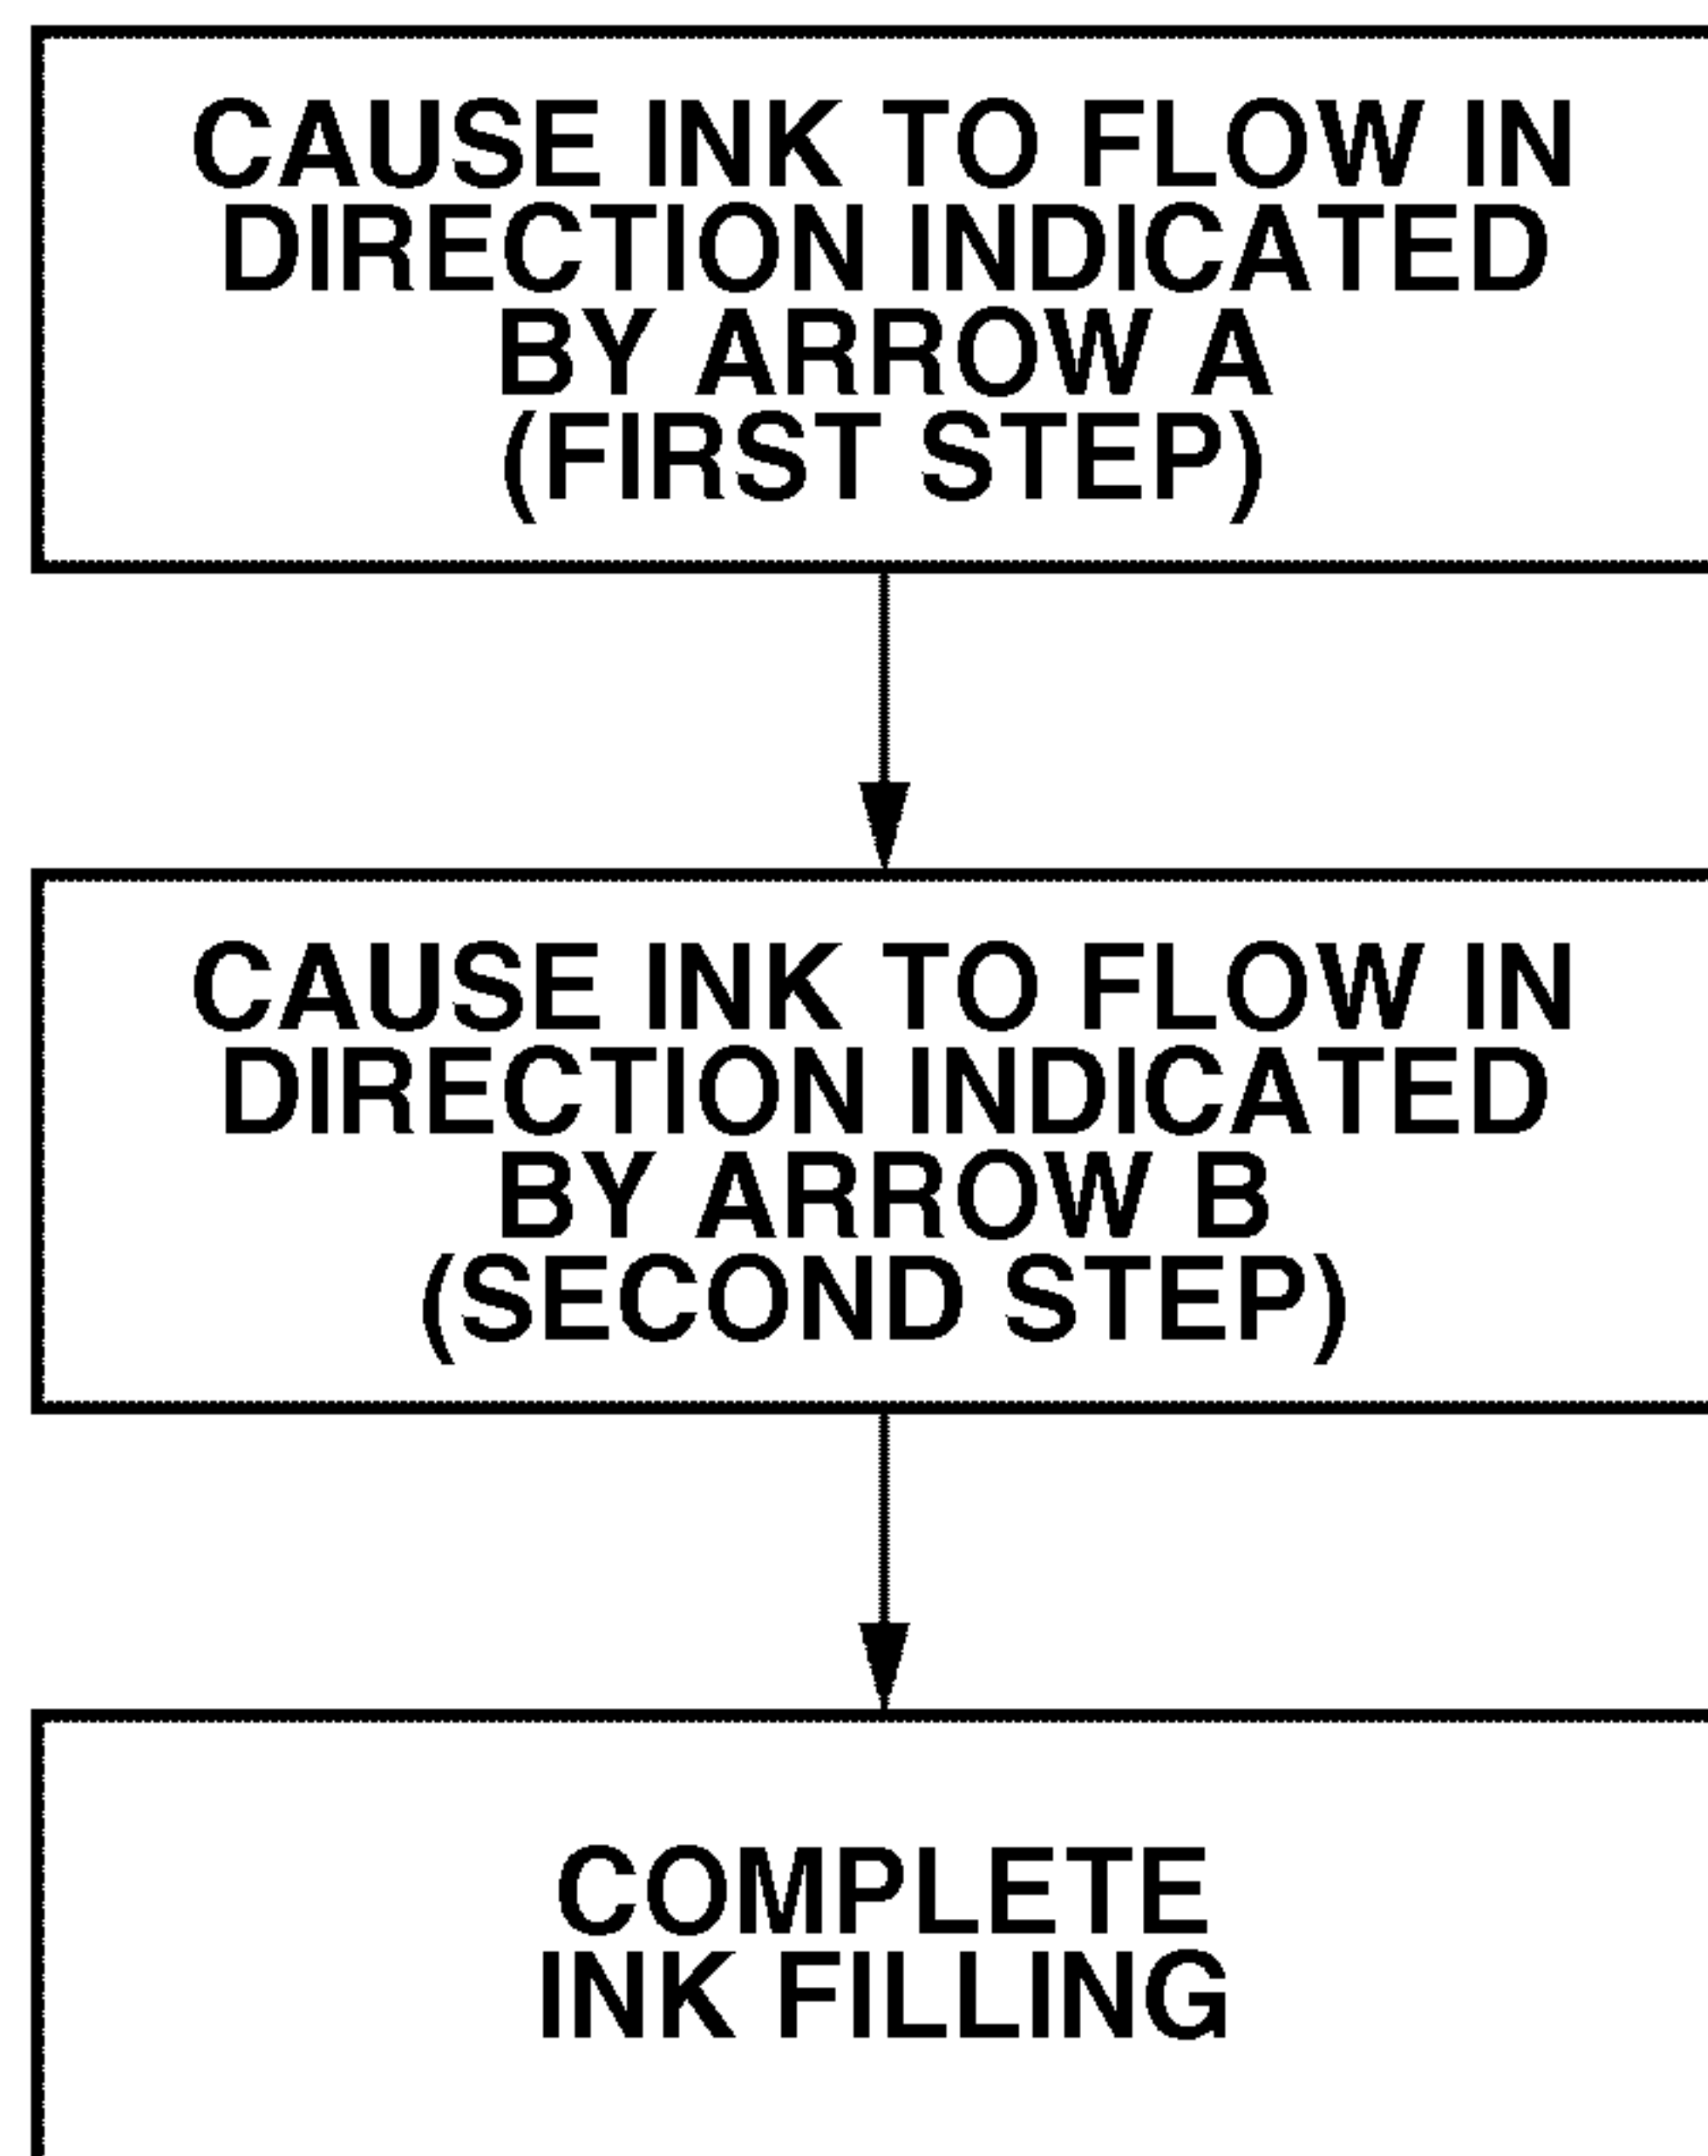 CAUSE INK TO FLOW IN
DIRECTION INDICATED
BY ARROW A
(FIRST STEP)
CAUSE INK TO FLOW IN
DIRECTION INDICATED
BY ARROW B
(SECOND STEP)
COMPLETE
INK FILLING